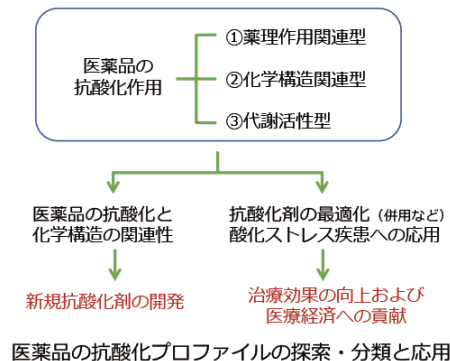 医薬品の
抗酸化作用
①薬理作用関連型
②化学構造関連型
③代謝活性型
医薬品の抗酸化と
化学構造の関連性
抗酸化剤の最適化（併用など）
酸化ストレス疾患への応用
新規抗酸化剤の開発
治療効果の向上および
医療経済への貢献
医薬品の抗酸化プロファイルの探索・分類と応用